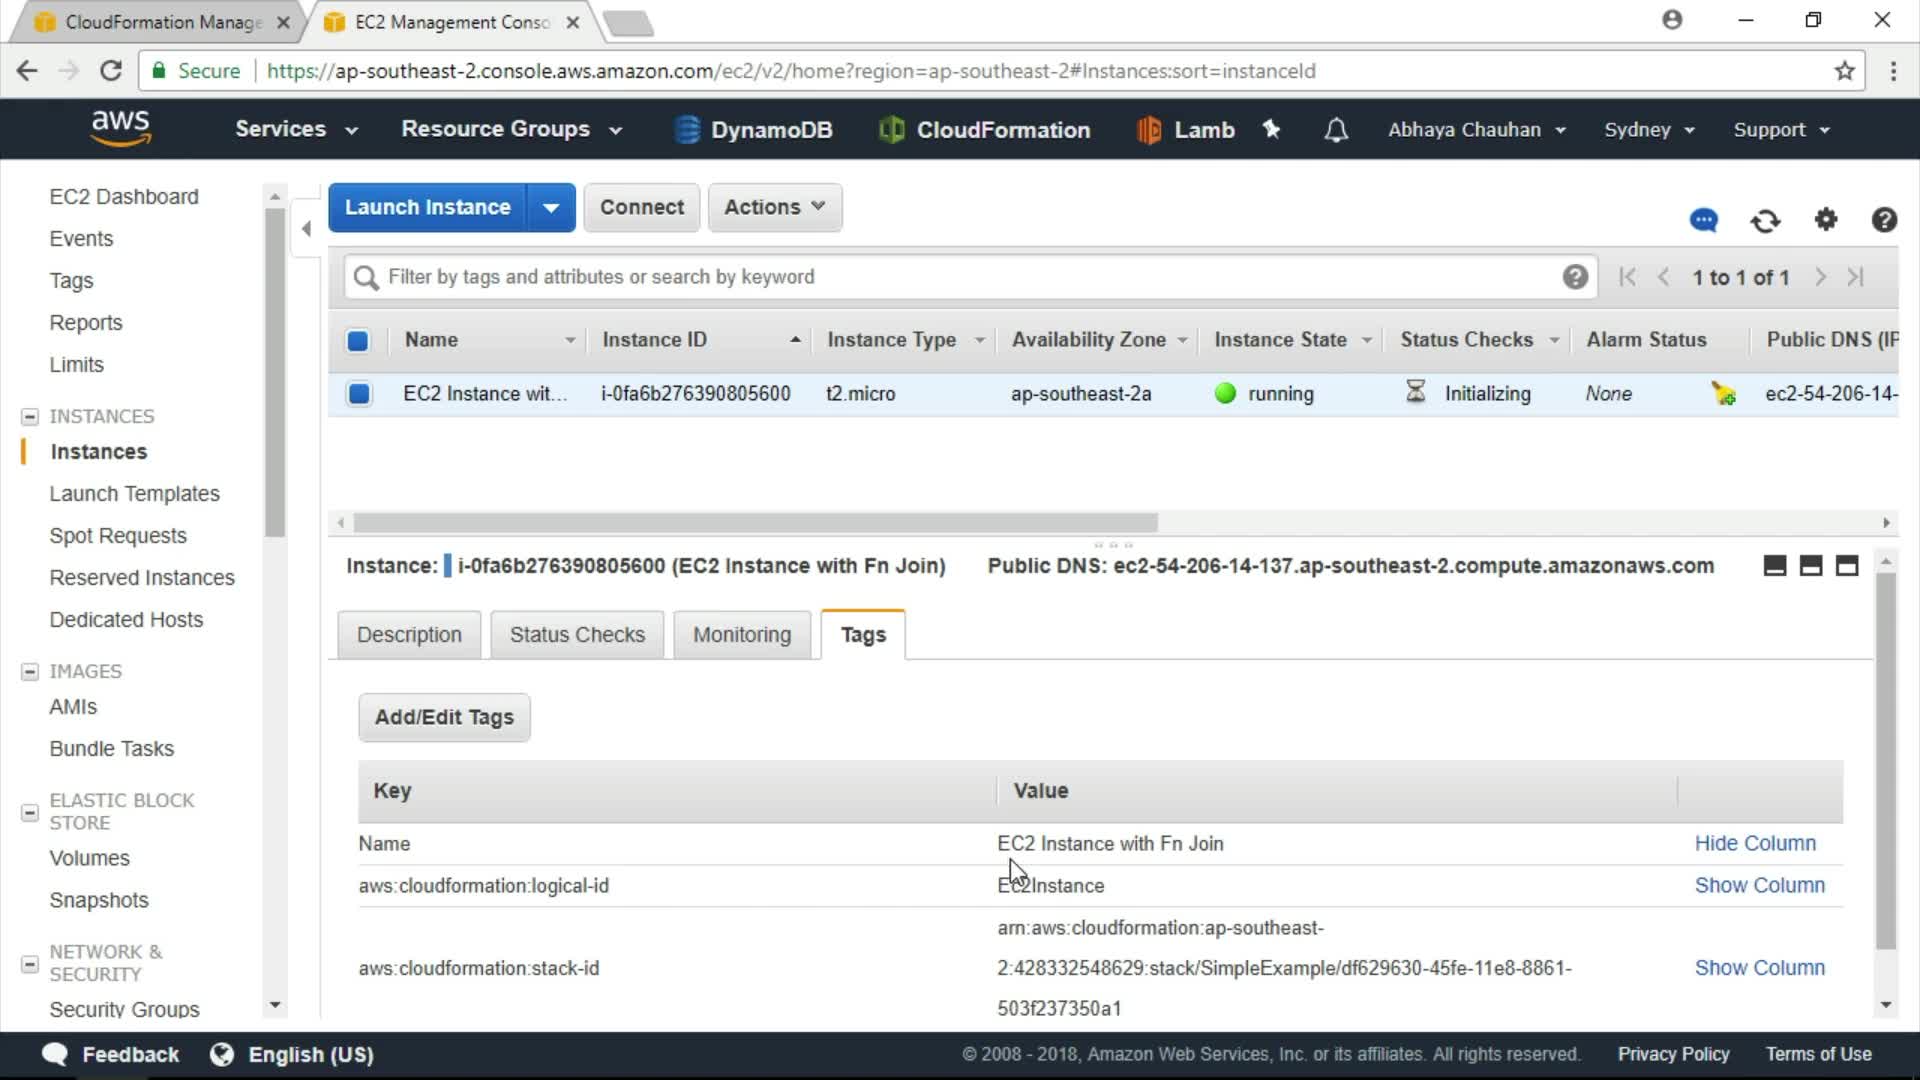 CloudFormation Manage
EC2 Management Conso
Secure
https://ap-southeast-2.console.aws.amazon.com/ec2/v2/home?region=ap-southeast-2#Instances:sort=instanceId
aws
Services
Resource Groups
DynamoDB
CloudFormation
Lamb
Abhaya Chauhan
Sydney
Support
EC2 Dashboard
Events
Tags
Reports
Limits
INSTANCES
Instances
Launch Templates
Spot Requests
Reserved Instances
Dedicated Hosts
IMAGES
AMIs
Bundle Tasks
ELASTIC BLOCK
STORE
Volumes
Snapshots
NETWORK &
SECURITY
Security Groups
Launch Instance
Connect
Actions
Filter by tags and attributes or search by keyword
1 to 1 of 1
Name
Instance ID
Instance Type
Availability Zone
Instance State
Status Checks
Alarm Status
Public DNS (IP
EC2 Instance wit...
i-0fa6b276390805600
t2.micro
ap-southeast-2a
running
Initializing
None
ec2-54-206-14-
Instance: i-0fa6b276390805600 (EC2 Instance with Fn Join)
Public DNS: ec2-54-206-14-137.ap-southeast-2.compute.amazonaws.com
Description
Status Checks
Monitoring
Tags
Add/Edit Tags
Key
Value
Name
EC2 Instance with Fn Join
Hide Column
aws:cloudformation:logical-id
Ec2Instance
Show Column
aws:cloudformation:stack-id
arn:aws:cloudformation:ap-southeast-
2:428332548629:stack/SimpleExample/df629630-45fe-11e8-8861-
503f237350a1
Show Column
Feedback
English (US)
© 2008 - 2018, Amazon Web Services, Inc. or its affiliates. All rights reserved.
Privacy Policy
Terms of Use